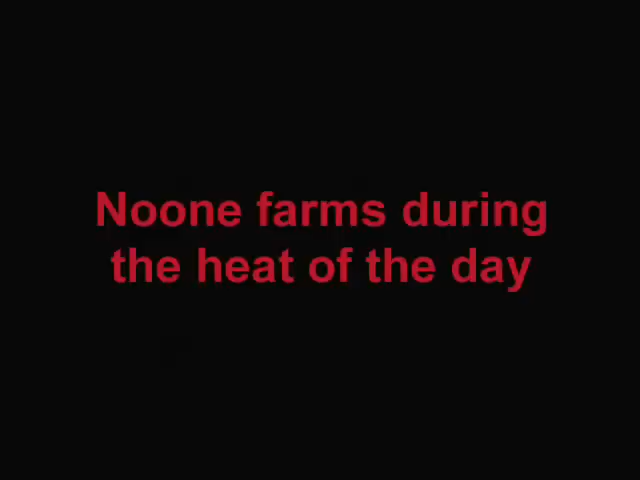 Noone farms during
the heat of the day